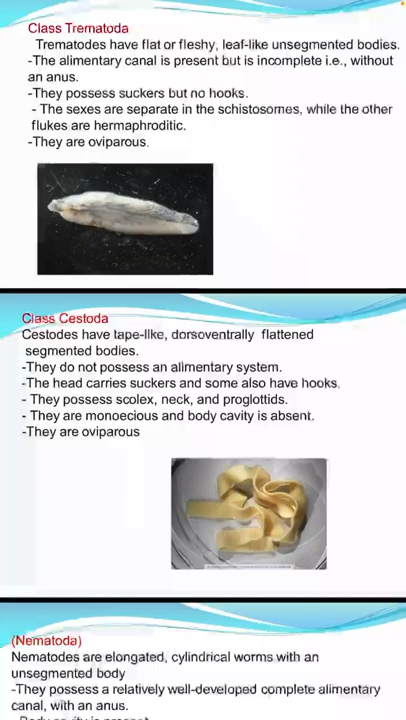 Class Trematoda
Trematodes have flat or fleshy, leaf-like unsegmented bodies.
-The alimentary canal is present but is incomplete i.e., without
an anus.
-They possess suckers but no hooks.
- The sexes are separate in the schistosomes, while the other
flukes are hermaphroditic.
-They are oviparous.
Class Cestoda
Cestodes have tape-like, dorsoventrally flattened
segmented bodies.
-They do not possess an alimentary system.
-The head carries suckers and some also have hooks.
- They possess scolex, neck, and proglottids.
- They are monoecious and body cavity is absent.
-They are oviparous
(Nematoda)
Nematodes are elongated, cylindrical worms with an
unsegmented body
-They possess a relatively well-developed complete alimentary
canal, with an anus.